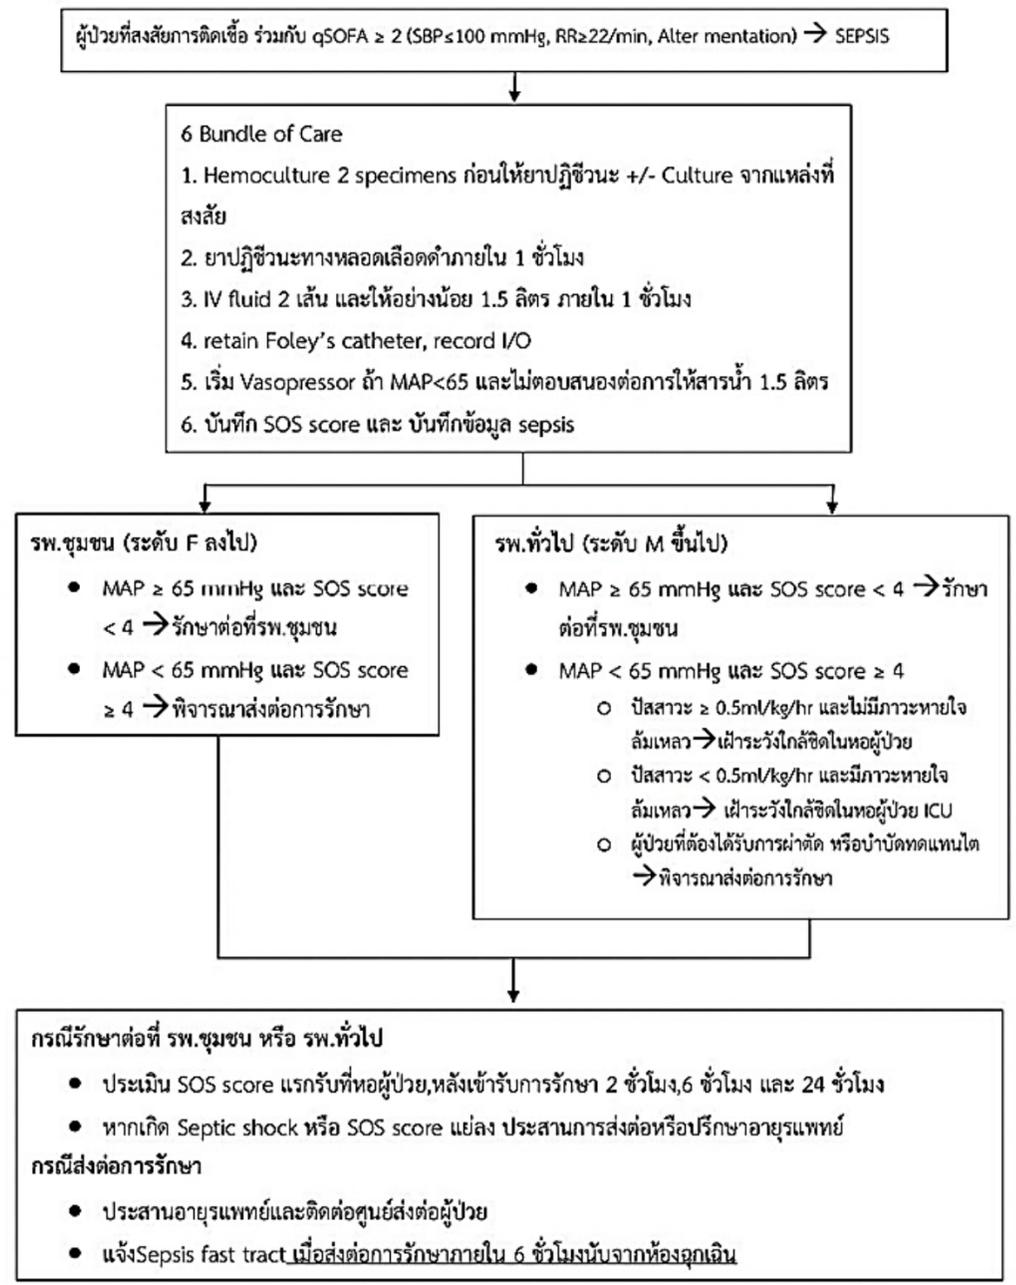 ผู้ป่วยที่สงสัยการติดเชื้อ ร่วมกับ qSOFA ≥ 2 (SBP≤100 mmHg, RR≥22/min, Alter mentation) → SEPSIS
6 Bundle of Care
1. Hemoculture 2 specimens ก่อนให้ยาปฏิชีวนะ +/- Culture จากแหล่งที่
สงสัย
2. ยาปฏิชีวนะทางหลอดเลือดดำภายใน 1 ชั่วโมง
3. IV fluid 2 เส้น และให้อย่างน้อย 1.5 ลิตร ภายใน 1 ชั่วโมง
4. retain Foley's catheter, record I/O
5. เริ่ม Vasopressor ถ้า MAP<65 และไม่ตอบสนองต่อการให้สารน้ำ 1.5 ลิตร
6. บันทึก SOS score และ บันทึกข้อมูล sepsis
รพ.ชุมชน (ระดับ F ลงไป)
● MAP ≥ 65 mmHg และ SOS score
< 4 →รักษาต่อที่รพ.ชุมชน
● MAP < 65 mmHg และ SOS score
≥ 4 →พิจารณาส่งต่อการรักษา
รพ.ทั่วไป (ระดับ M ขึ้นไป)
● MAP ≥ 65 mmHg และ SOS score < 4 →รักษา
ต่อที่รพ.ชุมชน
● MAP < 65 mmHg และ SOS score ≥ 4
○ ปัสสาวะ ≥ 0.5ml/kg/hr และไม่มีภาวะหายใจ
ล้มเหลว→เฝ้าระวังใกล้ชิดในหอผู้ป่วย
○ ปัสสาวะ < 0.5ml/kg/hr และมีภาวะหายใจ
ล้มเหลว→ เฝ้าระวังใกล้ชิดในหอผู้ป่วย ICU
○ ผู้ป่วยที่ต้องได้รับการผ่าตัด หรือบำบัดทดแทนไต
→พิจารณาส่งต่อการรักษา
กรณีรักษาต่อที่ รพ.ชุมชน หรือ รพ.ทั่วไป
● ประเมิน SOS score แรกรับที่หอผู้ป่วย,หลังเข้ารับการรักษา 2 ชั่วโมง,6 ชั่วโมง และ 24 ชั่วโมง
● หากเกิด Septic shock หรือ SOS score แย่ลง ประสานการส่งต่อหรือปรึกษาอายุรแพทย์
กรณีส่งต่อการรักษา
● ประสานอายุรแพทย์และติดต่อศูนย์ส่งต่อผู้ป่วย
● แจ้งSepsis fast tract เมื่อส่งต่อการรักษาภายใน 6 ชั่วโมงนับจากห้องฉุกเฉิน